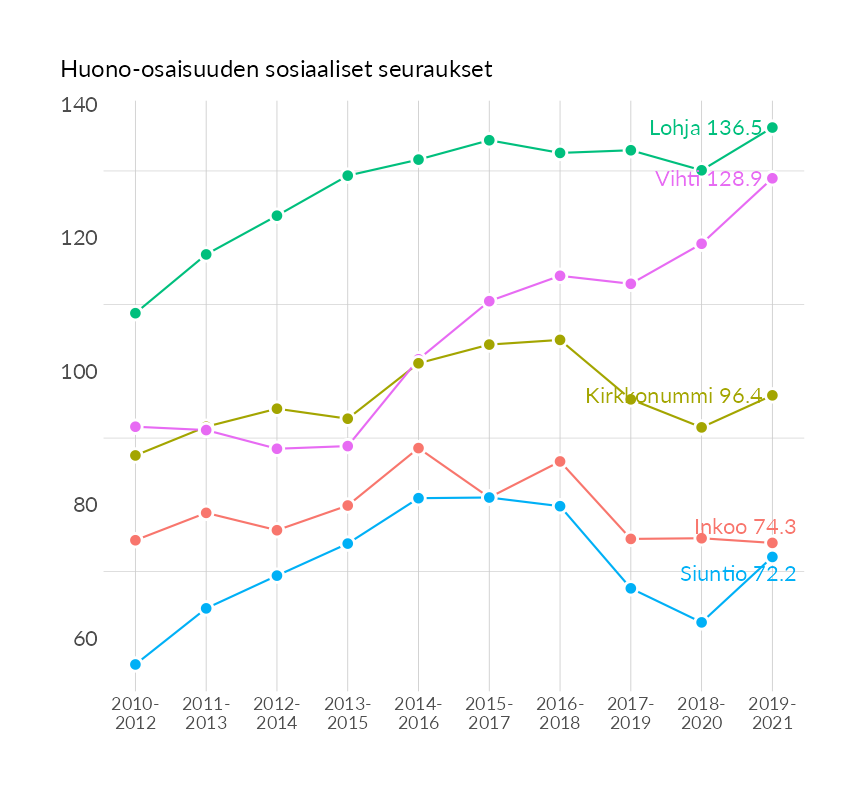 Huono-osaisuuden sosiaaliset seuraukset
140
120
100
80
60
Lohja 136.5
Vihti 128.9
Kirkkonummi 96.4
Inkoo 74.3
Siuntio 72.2
2010- 2011- 2012- 2013- 2014- 2015- 2016- 2017- 2018- 2019-
2012 2013 2014 2015 2016 2017 2018 2019 2020 2021